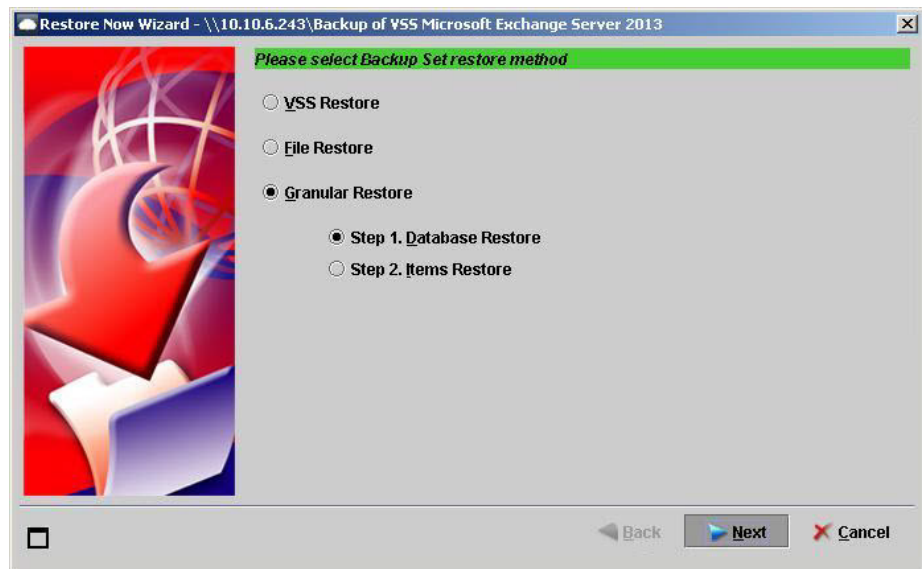 Restore Now Wizard - \\10.10.6.243\Backup of VSS Microsoft Exchange Server 2013
Please select Backup Set restore method
VSS Restore
File Restore
Granular Restore
Step 1. Database Restore
Step 2. Items Restore
Back Next Cancel